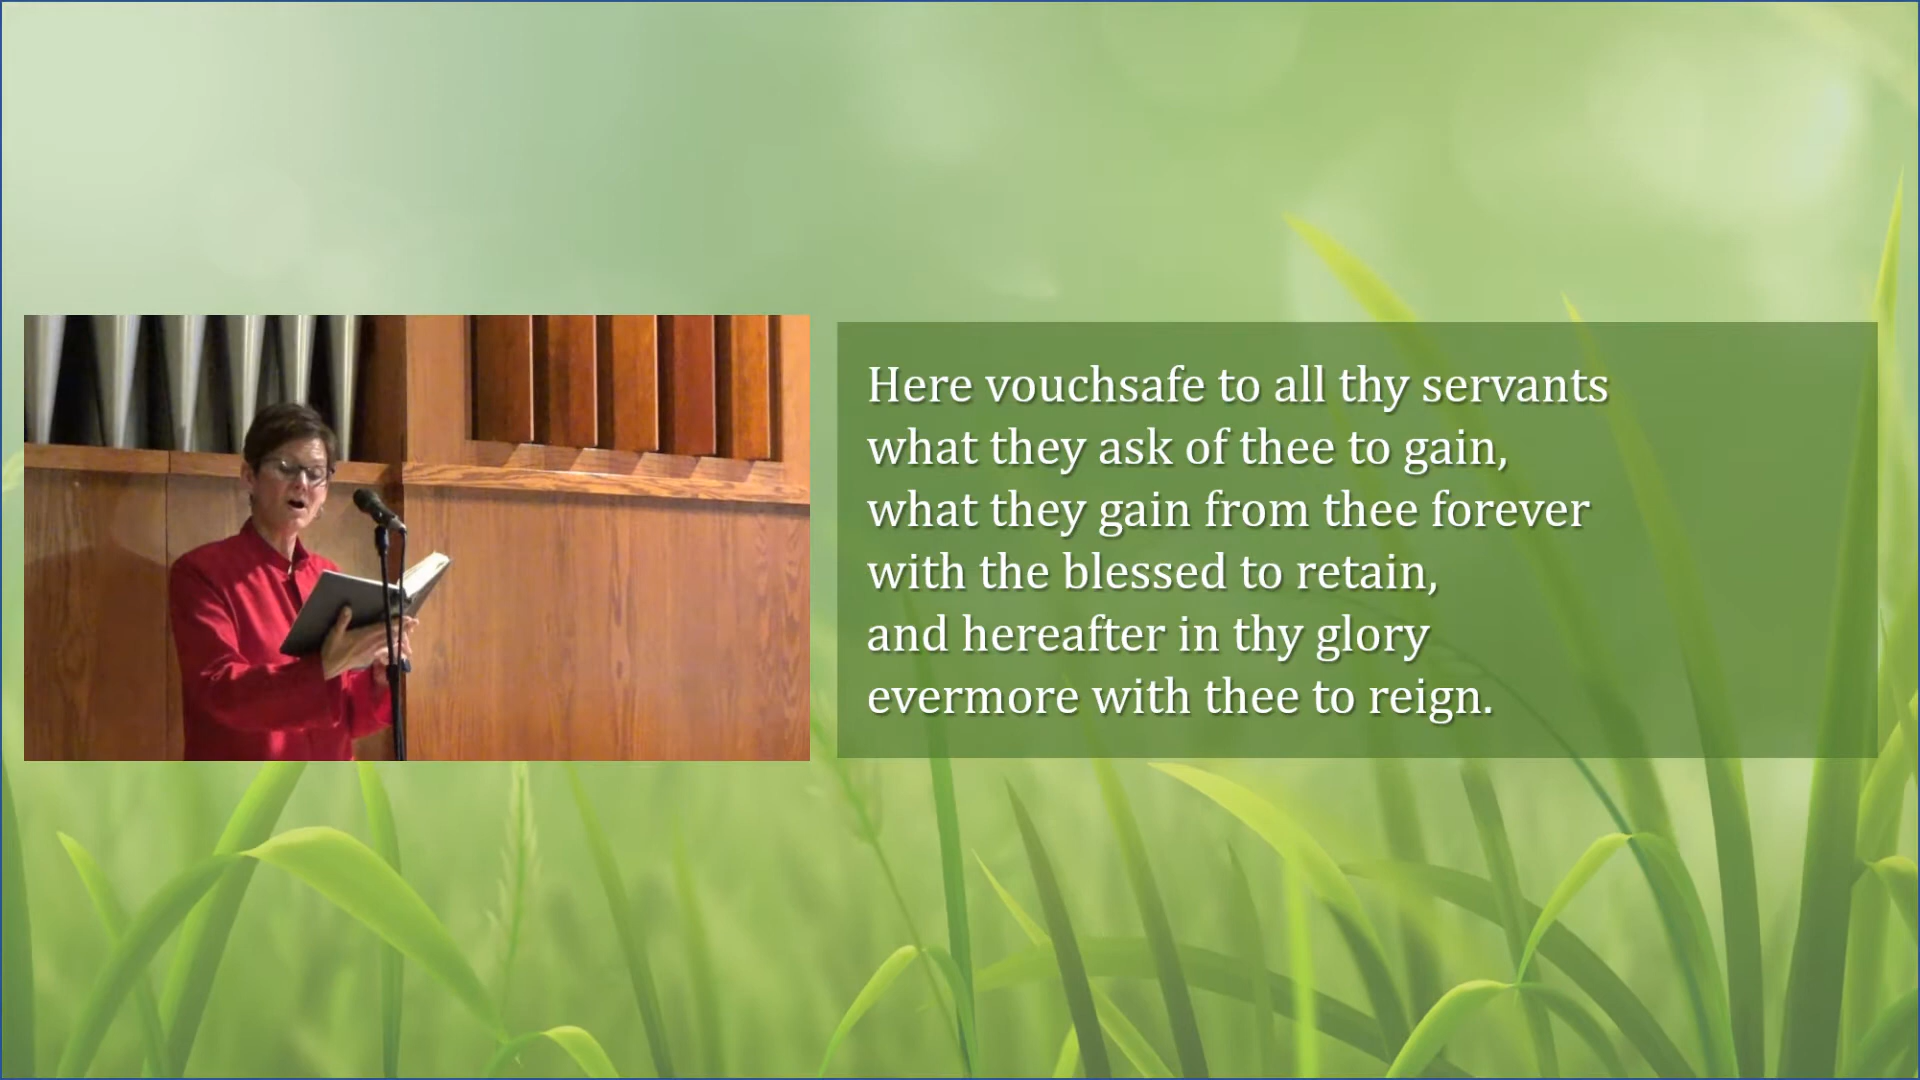 Here vouchsafe to all thy servants
what they ask of thee to gain,
what they gain from thee forever
with the blessed to retain,
and hereafter in thy glory
evermore with thee to reign.